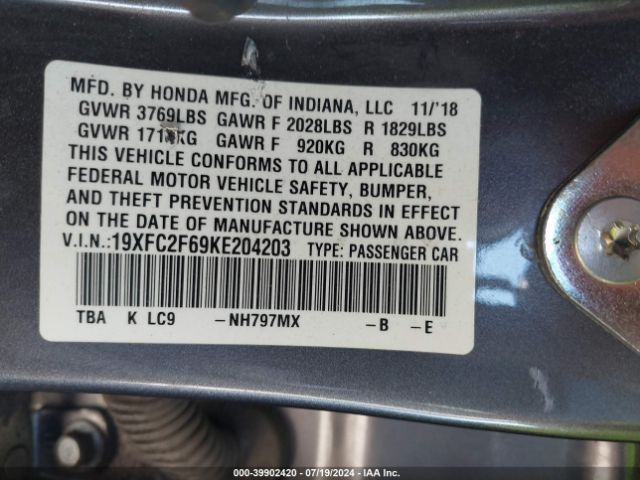 MFD. BY HONDA MFG. OF INDIANA, LLC 11/'18
GVWR 3769LBS GAWR F 2028LBS R 1829LBS
GVWR GAWR F 920KG R 830KG
THIS VEHICLE CONFORMS TO ALL APPLICABLE
FEDERAL MOTOR VEHICLE SAFETY, BUMPER,
AND THEFT PREVENTION STANDARDS IN EFFECT
ON THE DATE OF MANUFACTURE SHOWN ABOVE.
V.I.N.:19XFC2F69KE204203 TYPE: PASSENGER CAR
TBA K LC9 -NH797MX -B -E
000-39902420 - 07/19/2024 - IAA Inc.